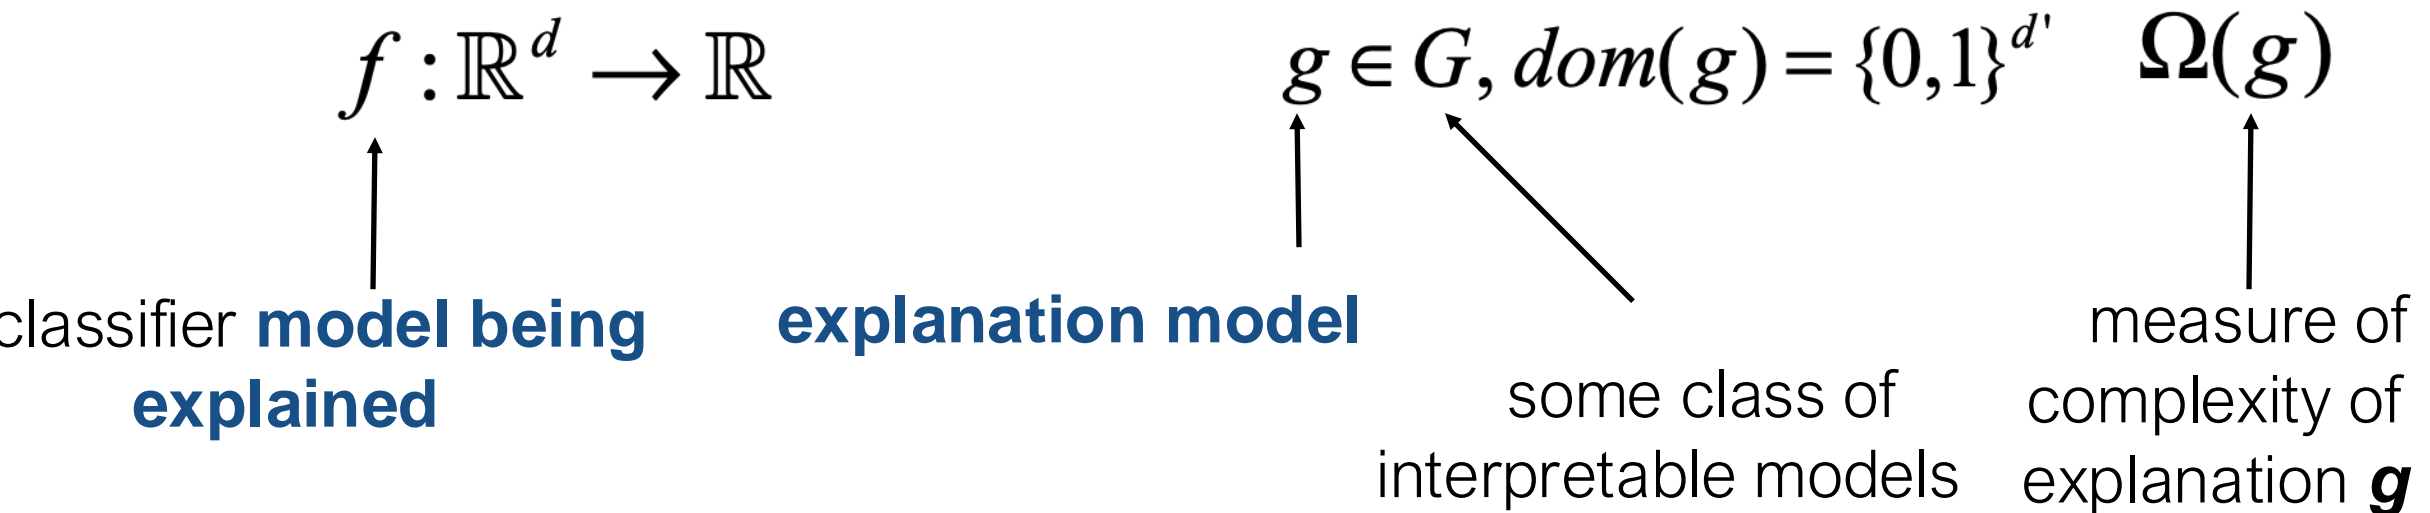 f : ℝ^d → ℝ
g ∈ G, dom(g) = {0,1}^d'
Ω(g)
classifier model being
explained
explanation model
some class of
interpretable models
measure of
complexity of
explanation g